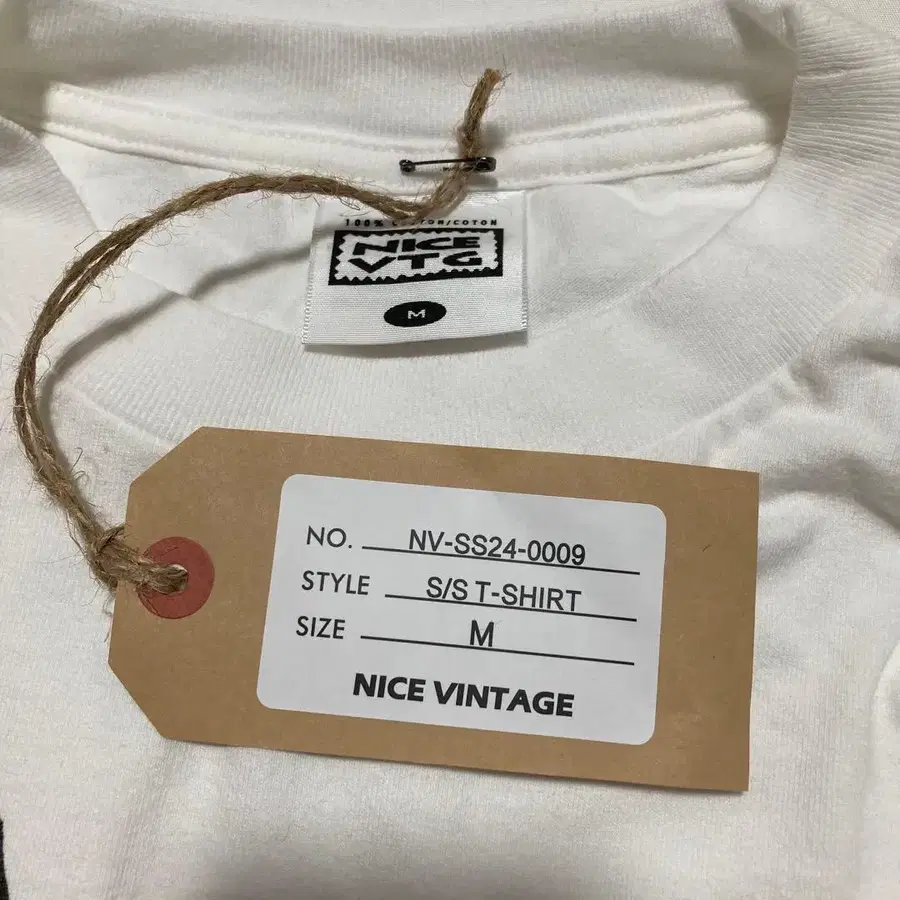 100% COTTON/COTON
NICE
VTG
M
NO. NV-SS24-0009
STYLE S/S T-SHIRT
SIZE M
NICE VINTAGE